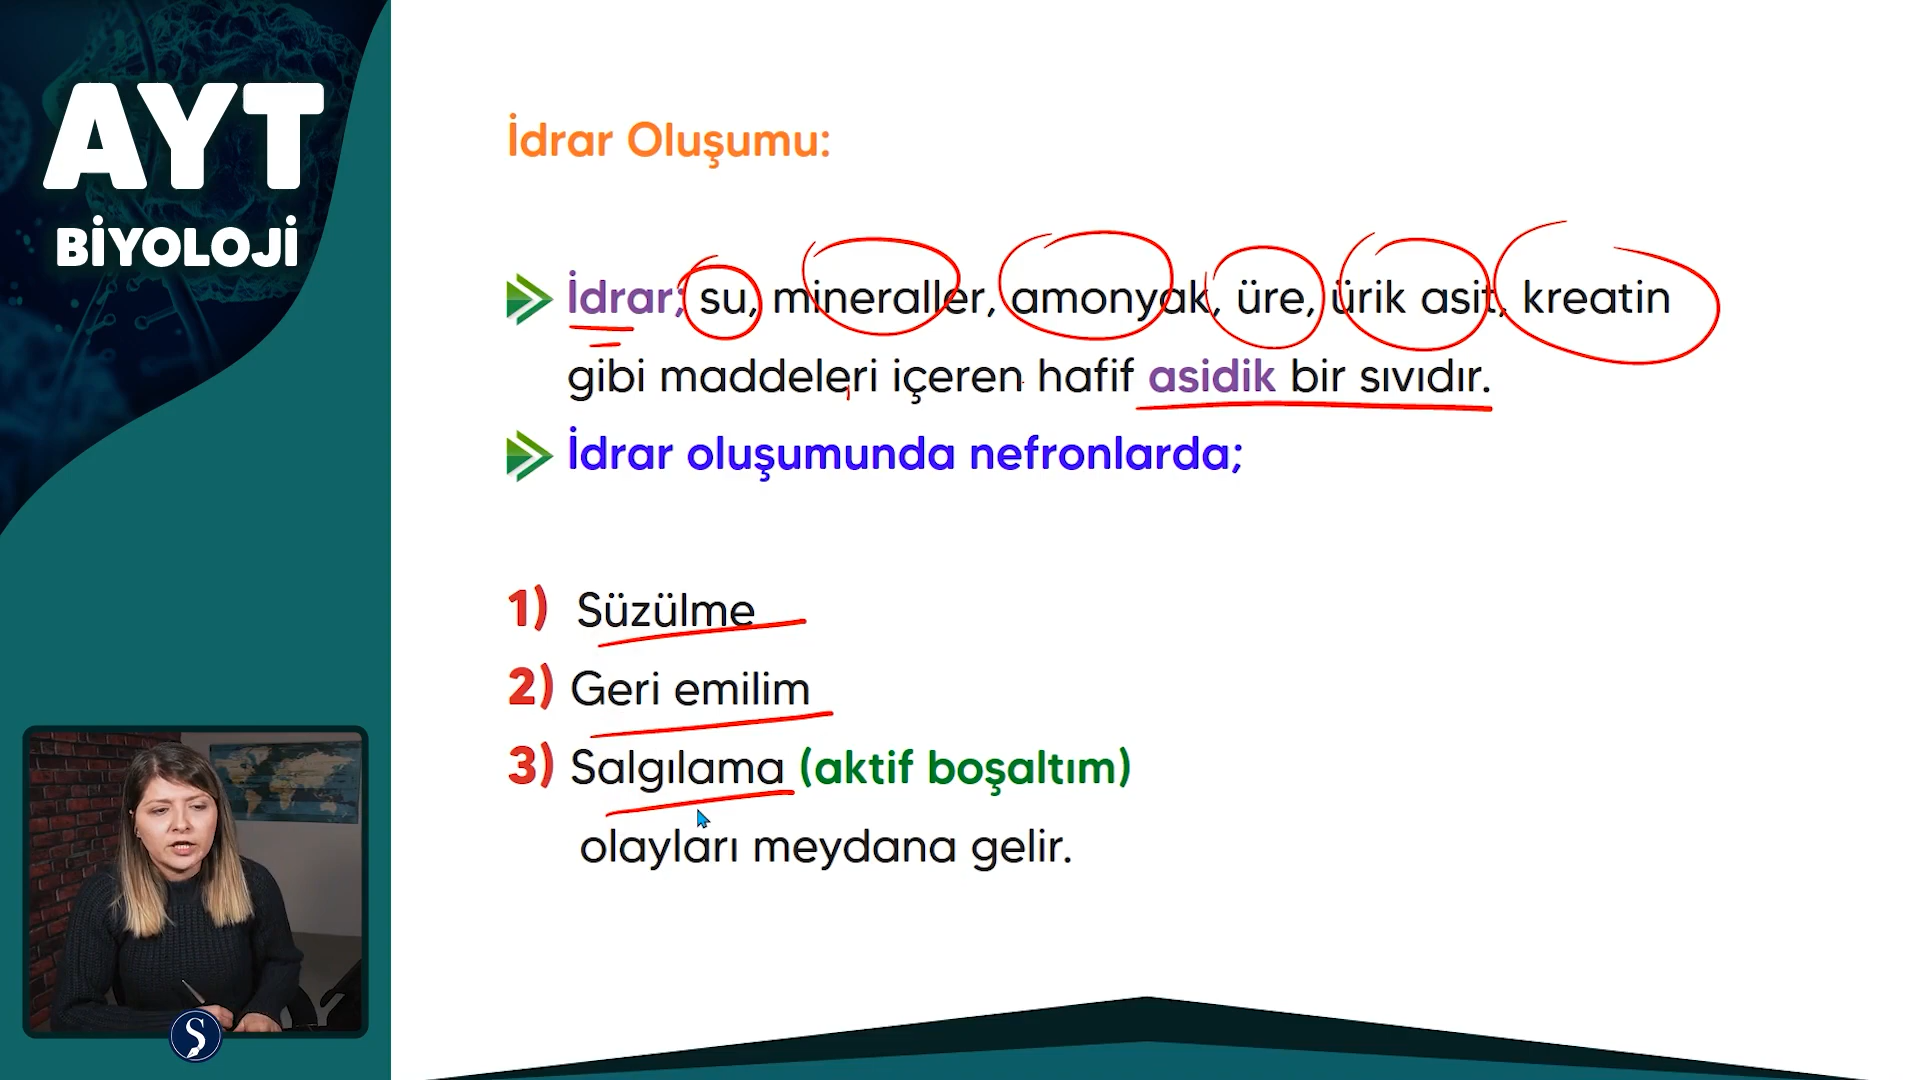 AYT
BİYOLOJİ
İdrar Oluşumu:
İdrar; su, mineraller, amonyak, üre, ürik asit, kreatin
gibi maddeleri içeren hafif asidik bir sıvıdır.
İdrar oluşumunda nefronlarda;
1) Süzülme
2) Geri emilim
3) Salgılama (aktif boşaltım)
olayları meydana gelir.
Ş